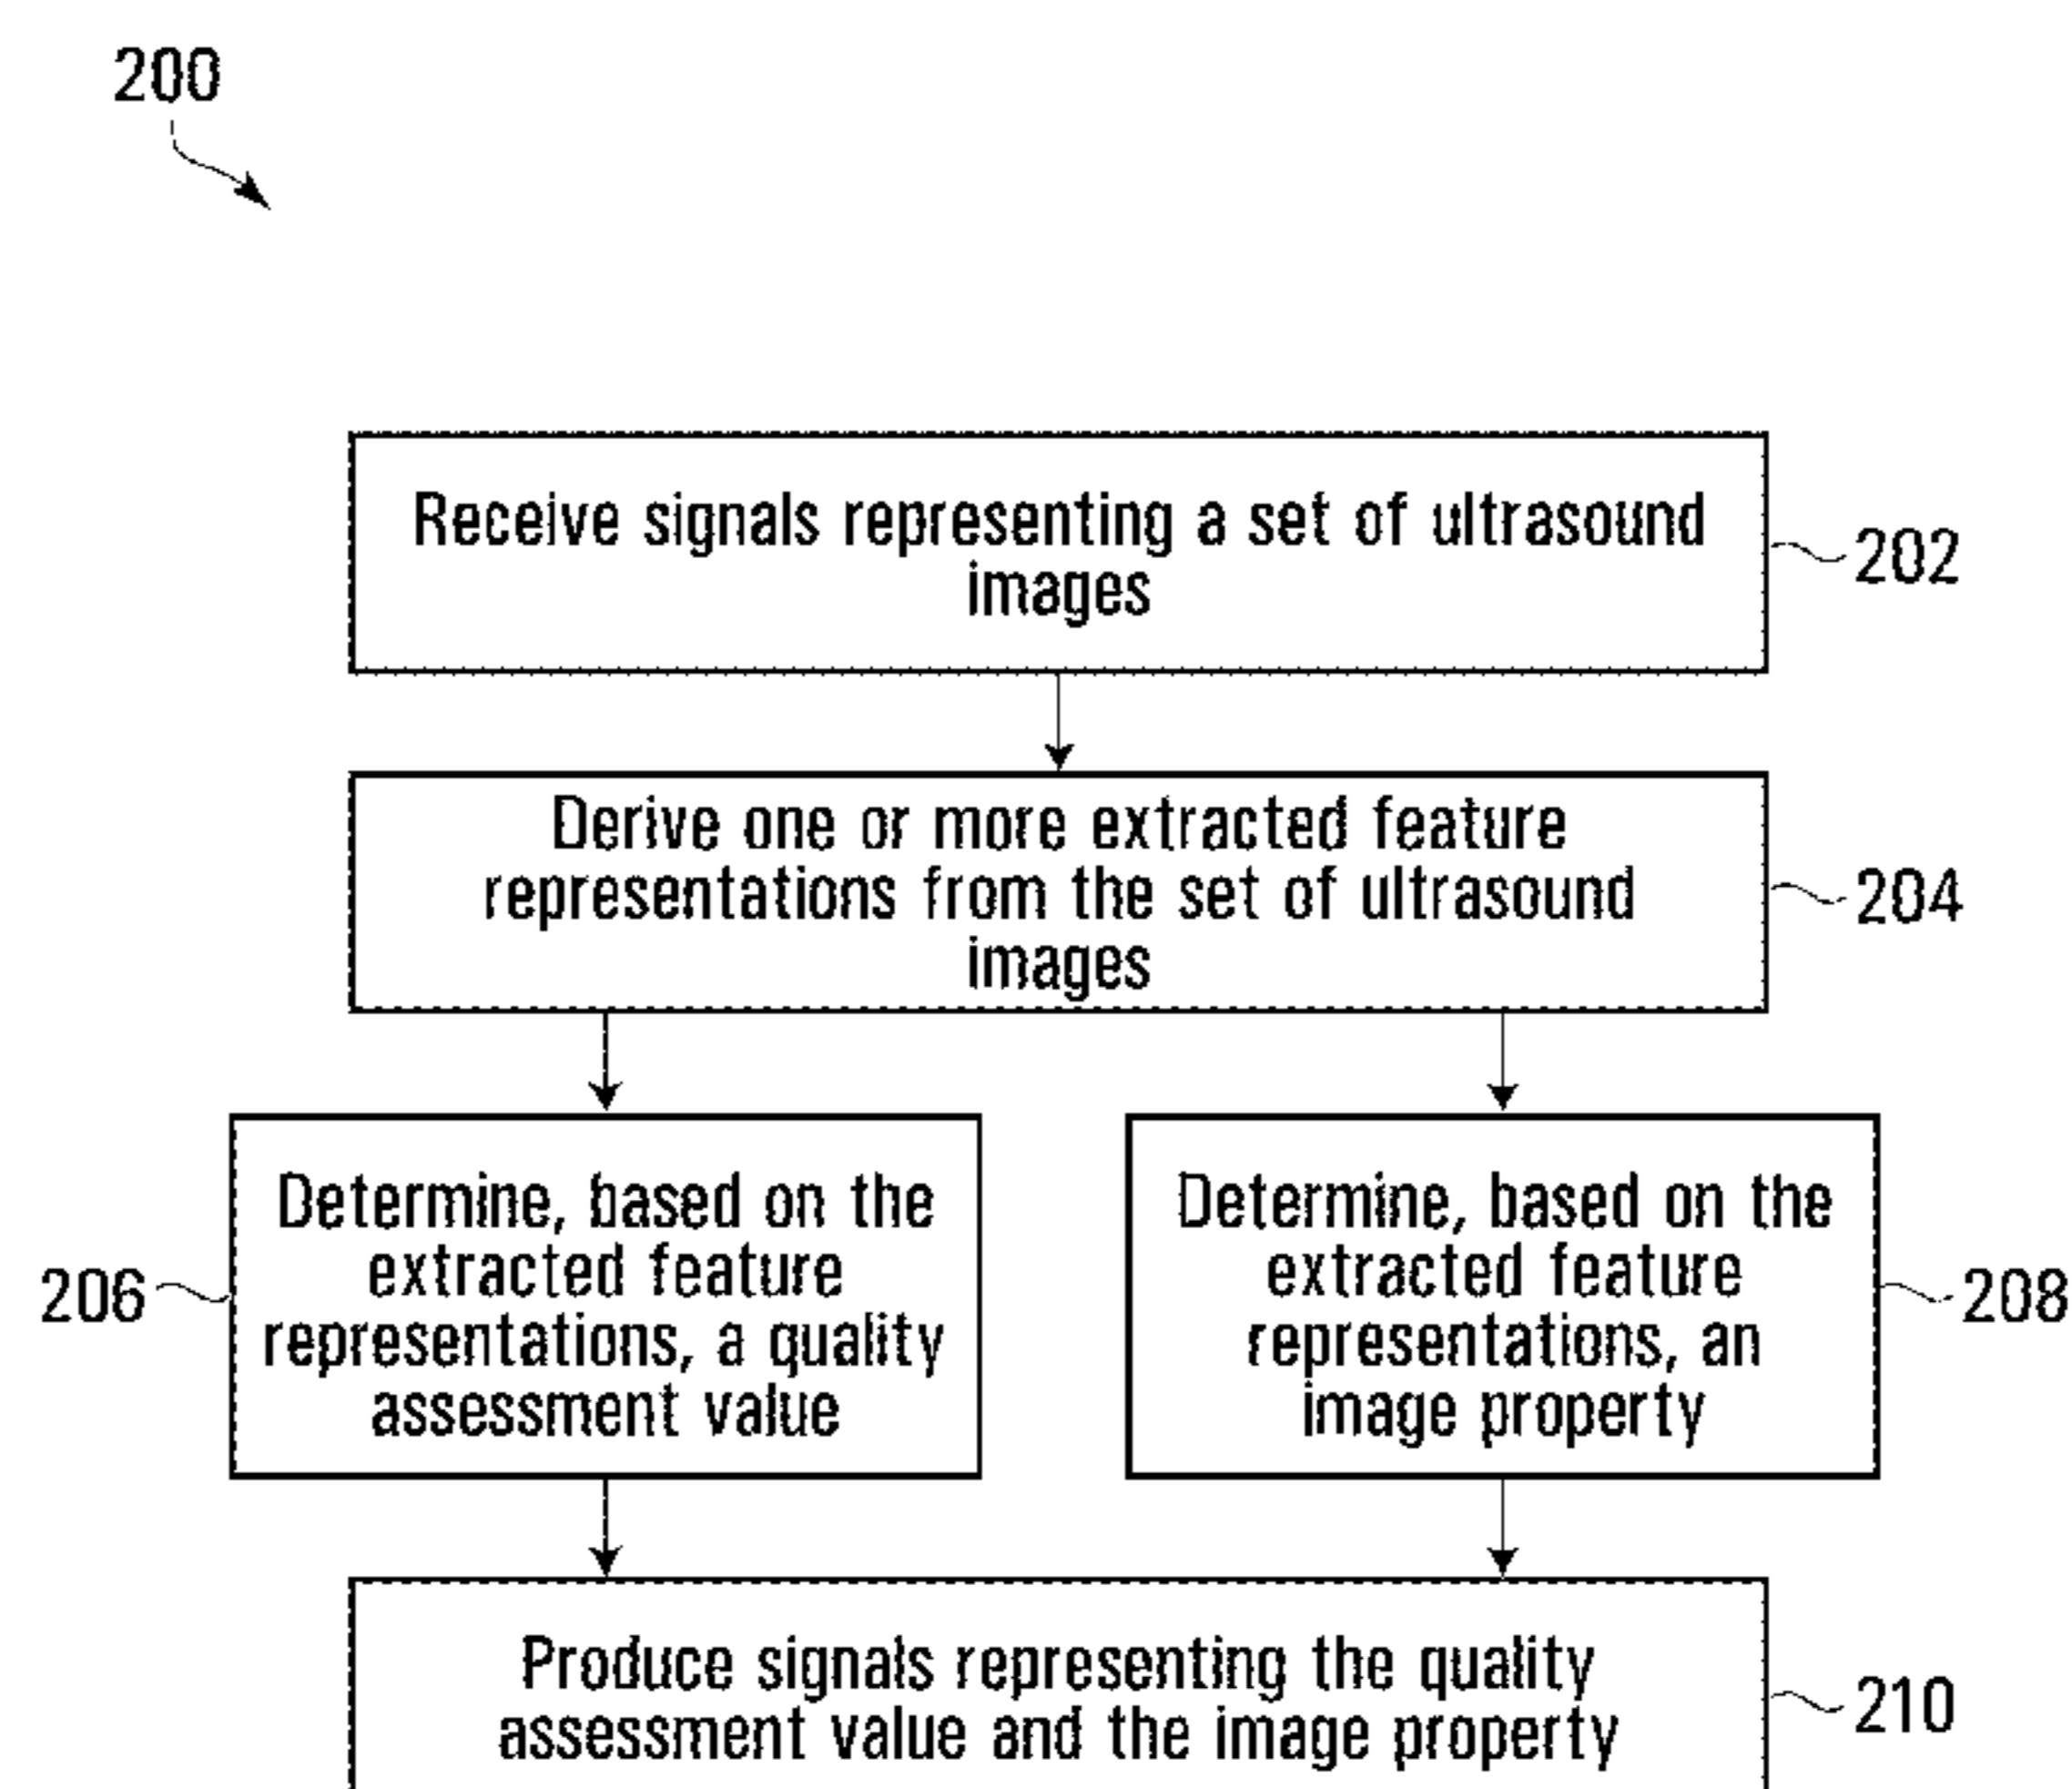 200
Receive signals representing a set of ultrasound
images
202
Derive one or more extracted feature
representations from the set of ultrasound
images
204
206
Determine, based on the
extracted feature
representations, a quality
assessment value
Determine, based on the
extracted feature
representations, an
image property
208
Produce signals representing the quality
assessment value and the image property
210